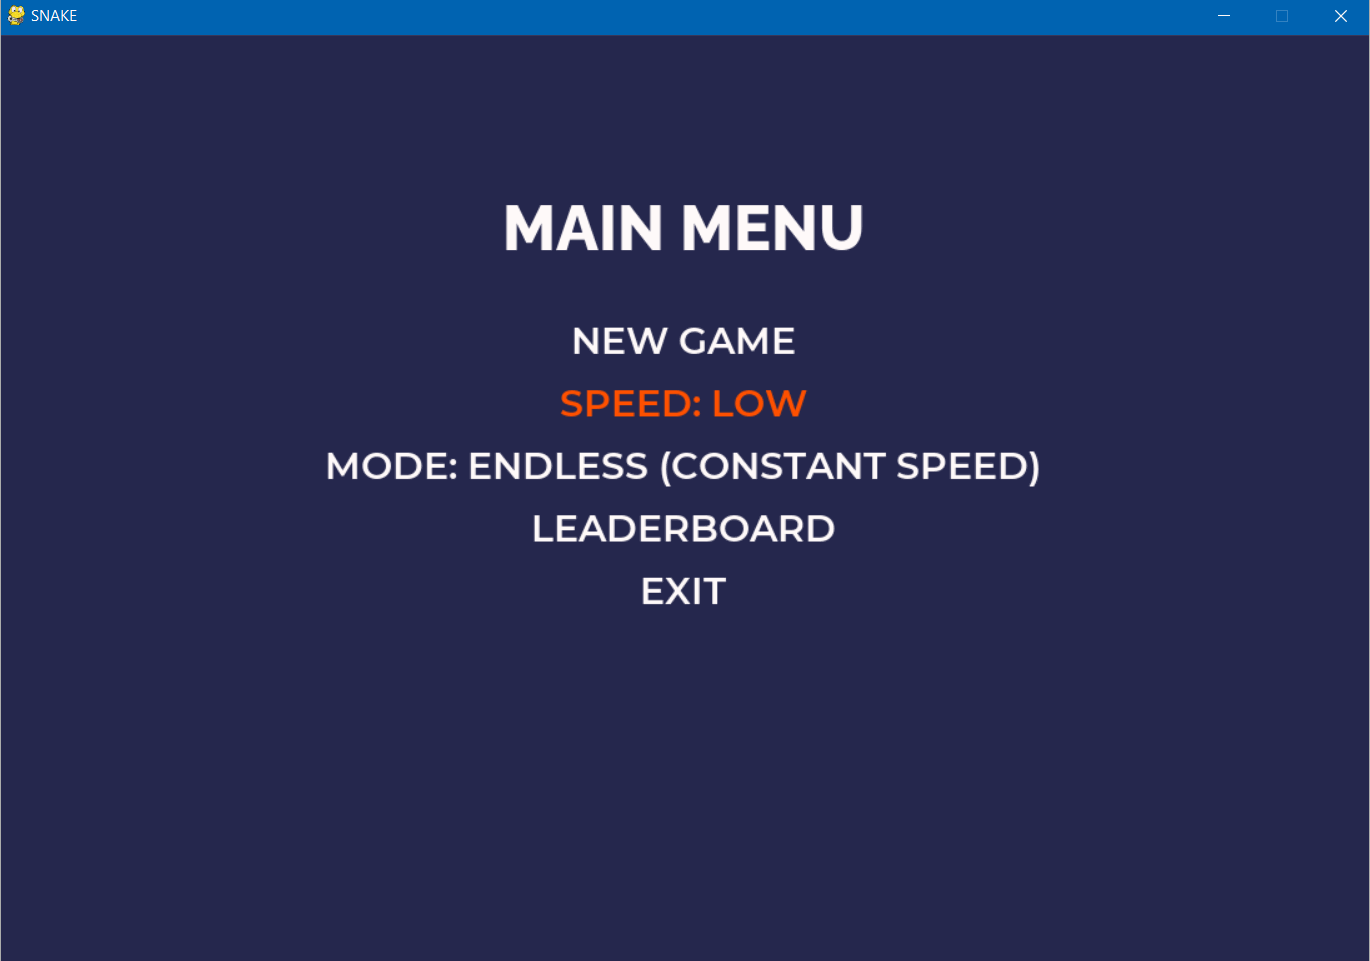 SNAKE
MAIN MENU
NEW GAME
SPEED: LOW
MODE: ENDLESS (CONSTANT SPEED)
LEADERBOARD
EXIT